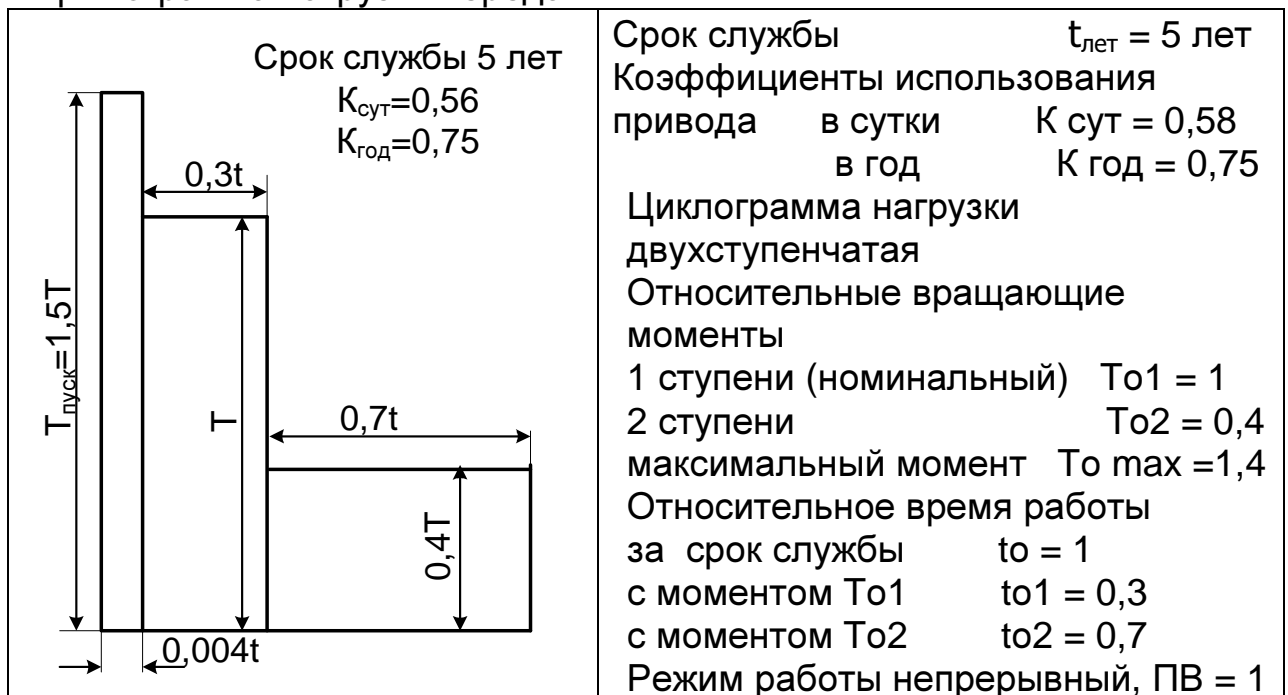 Срок службы 5 лет
Ксут=0,56
Кгод=0,75
0,3t
Тпуск=1,5Т
Т
0,7t
0,4Т
0,004t
Срок службы tлет = 5 лет
Коэффициенты использования
привода в сутки К сут = 0,58
в год К год = 0,75
Циклограмма нагрузки
двухступенчатая
Относительные вращающие
моменты
1 ступени (номинальный) То1 = 1
2 ступени То2 = 0,4
максимальный момент То max =1,4
Относительное время работы
за срок службы to = 1
с моментом То1 to1 = 0,3
с моментом То2 to2 = 0,7
Режим работы непрерывный, ПВ = 1